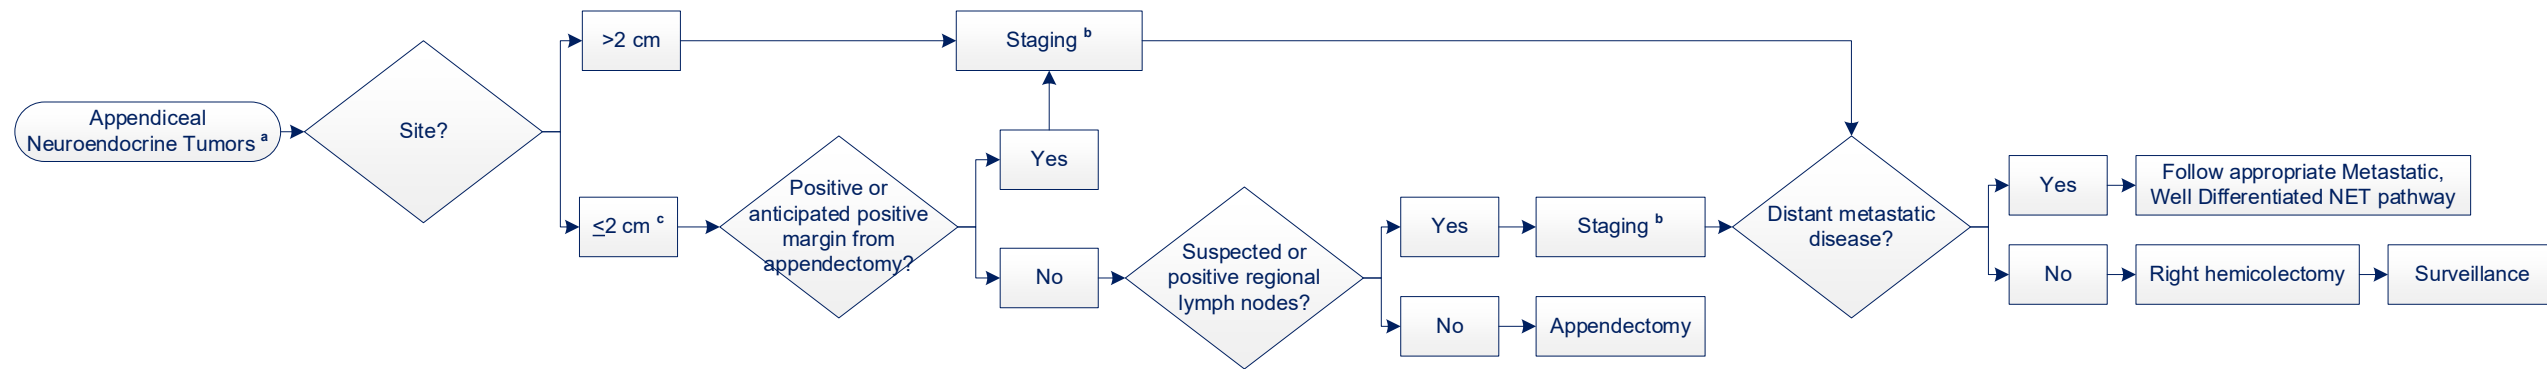 Appendiceal
Neuroendocrine Tumors a
Site?
>2 cm
Staging b
≤2 cm c
Positive or
anticipated positive
margin from
appendectomy?
Yes
No
Suspected or
positive regional
lymph nodes?
Yes
Staging b
No
Appendectomy
Distant metastatic
disease?
Yes
Follow appropriate Metastatic,
Well Differentiated NET pathway
No
Right hemicolectomy
Surveillance